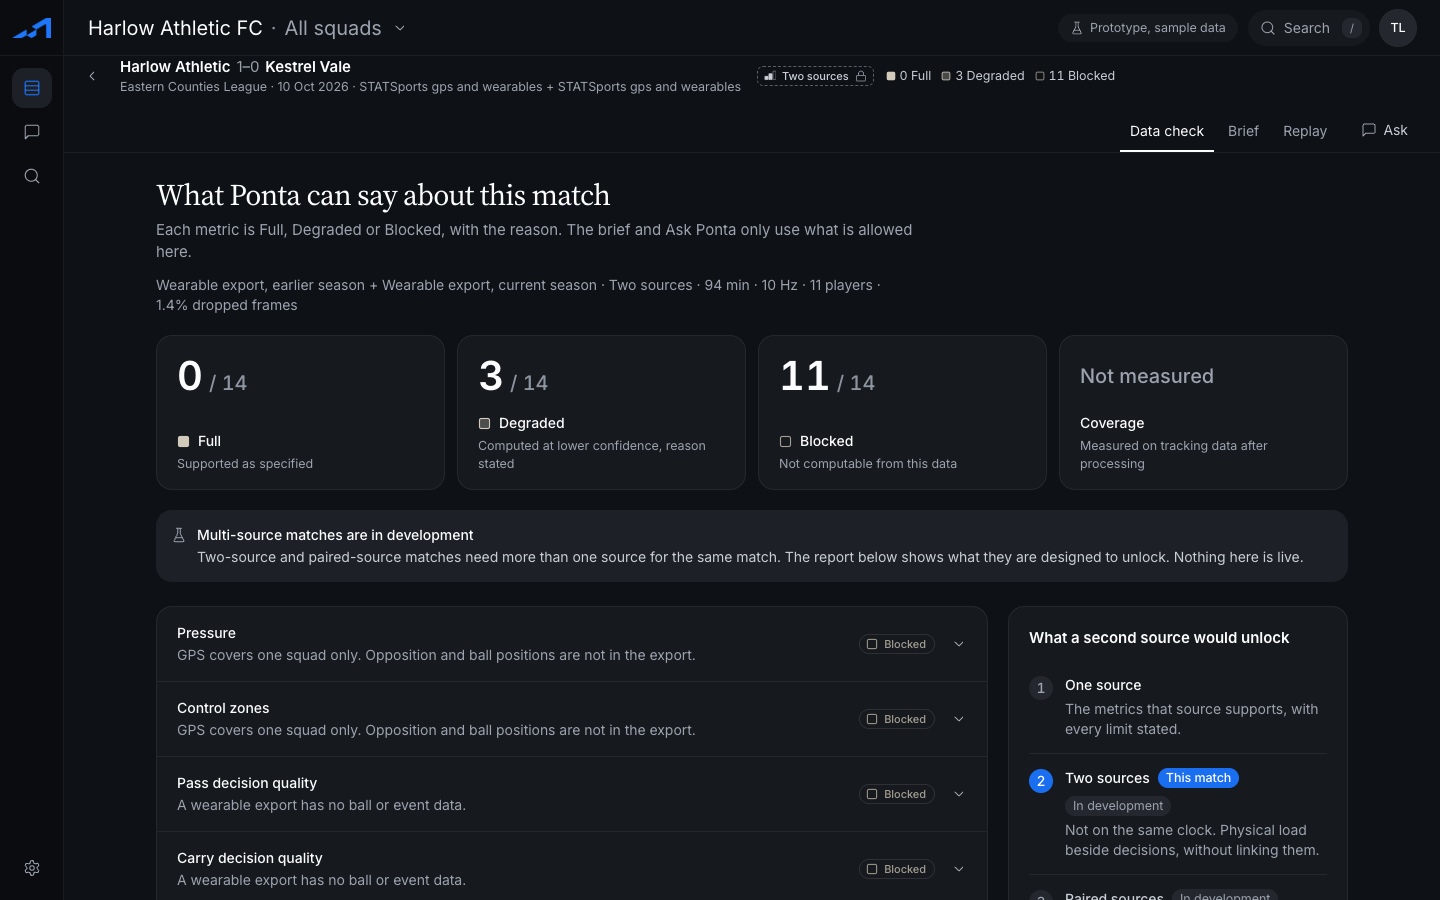 Harlow Athletic FC · All squads
Prototype, sample data
Search /
TL
Harlow Athletic 1–0 Kestrel Vale
Eastern Counties League · 10 Oct 2026 · STATSports gps and wearables + STATSports gps and wearables
Two sources
0 Full
3 Degraded
11 Blocked
Data check
Brief
Replay
Ask
What Ponta can say about this match
Each metric is Full, Degraded or Blocked, with the reason. The brief and Ask Ponta only use what is allowed
here.
Wearable export, earlier season + Wearable export, current season · Two sources · 94 min · 10 Hz · 11 players ·
1.4% dropped frames
0 / 14
Full
Supported as specified
3 / 14
Degraded
Computed at lower confidence, reason
stated
11 / 14
Blocked
Not computable from this data
Not measured
Coverage
Measured on tracking data after
processing
Multi-source matches are in development
Two-source and paired-source matches need more than one source for the same match. The report below shows what they are designed to unlock. Nothing here is live.
Pressure
GPS covers one squad only. Opposition and ball positions are not in the export.
Blocked
Control zones
GPS covers one squad only. Opposition and ball positions are not in the export.
Blocked
Pass decision quality
A wearable export has no ball or event data.
Blocked
Carry decision quality
A wearable export has no ball or event data.
Blocked
What a second source would unlock
1
One source
The metrics that source supports, with
every limit stated.
2
Two sources This match
In development
Not on the same clock. Physical load
beside decisions, without linking them.
3
Paired sources In development